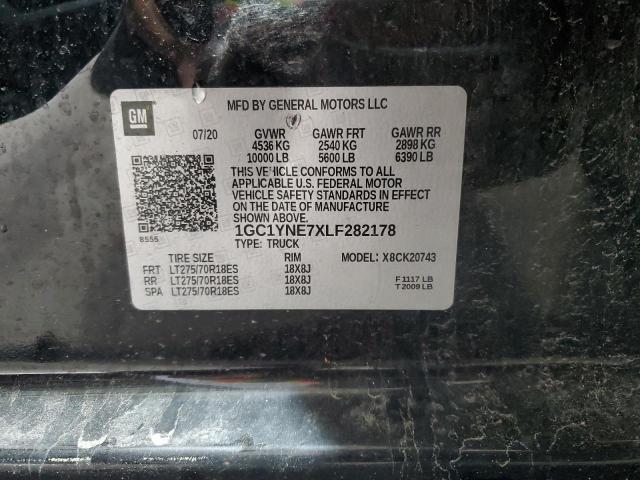 GM
MFD BY GENERAL MOTORS LLC
07/20 GVWR GAWR FRT GAWR RR
4536 KG 2540 KG 2898 KG
10000 LB 5600 LB 6390 LB
THIS VEHICLE CONFORMS TO ALL
APPLICABLE U.S. FEDERAL MOTOR
VEHICLE SAFETY STANDARDS IN EFFECT
ON THE DATE OF MANUFACTURE
SHOWN ABOVE.
8555 1GC1YNE7XLF282178
TYPE: TRUCK
TIRE SIZE RIM MODEL: X8CK20743
FRT LT275/70R18ES 18X8J
RR LT275/70R18ES 18X8J F 1117 LB
SPA LT275/70R18ES 18X8J T 2009 LB